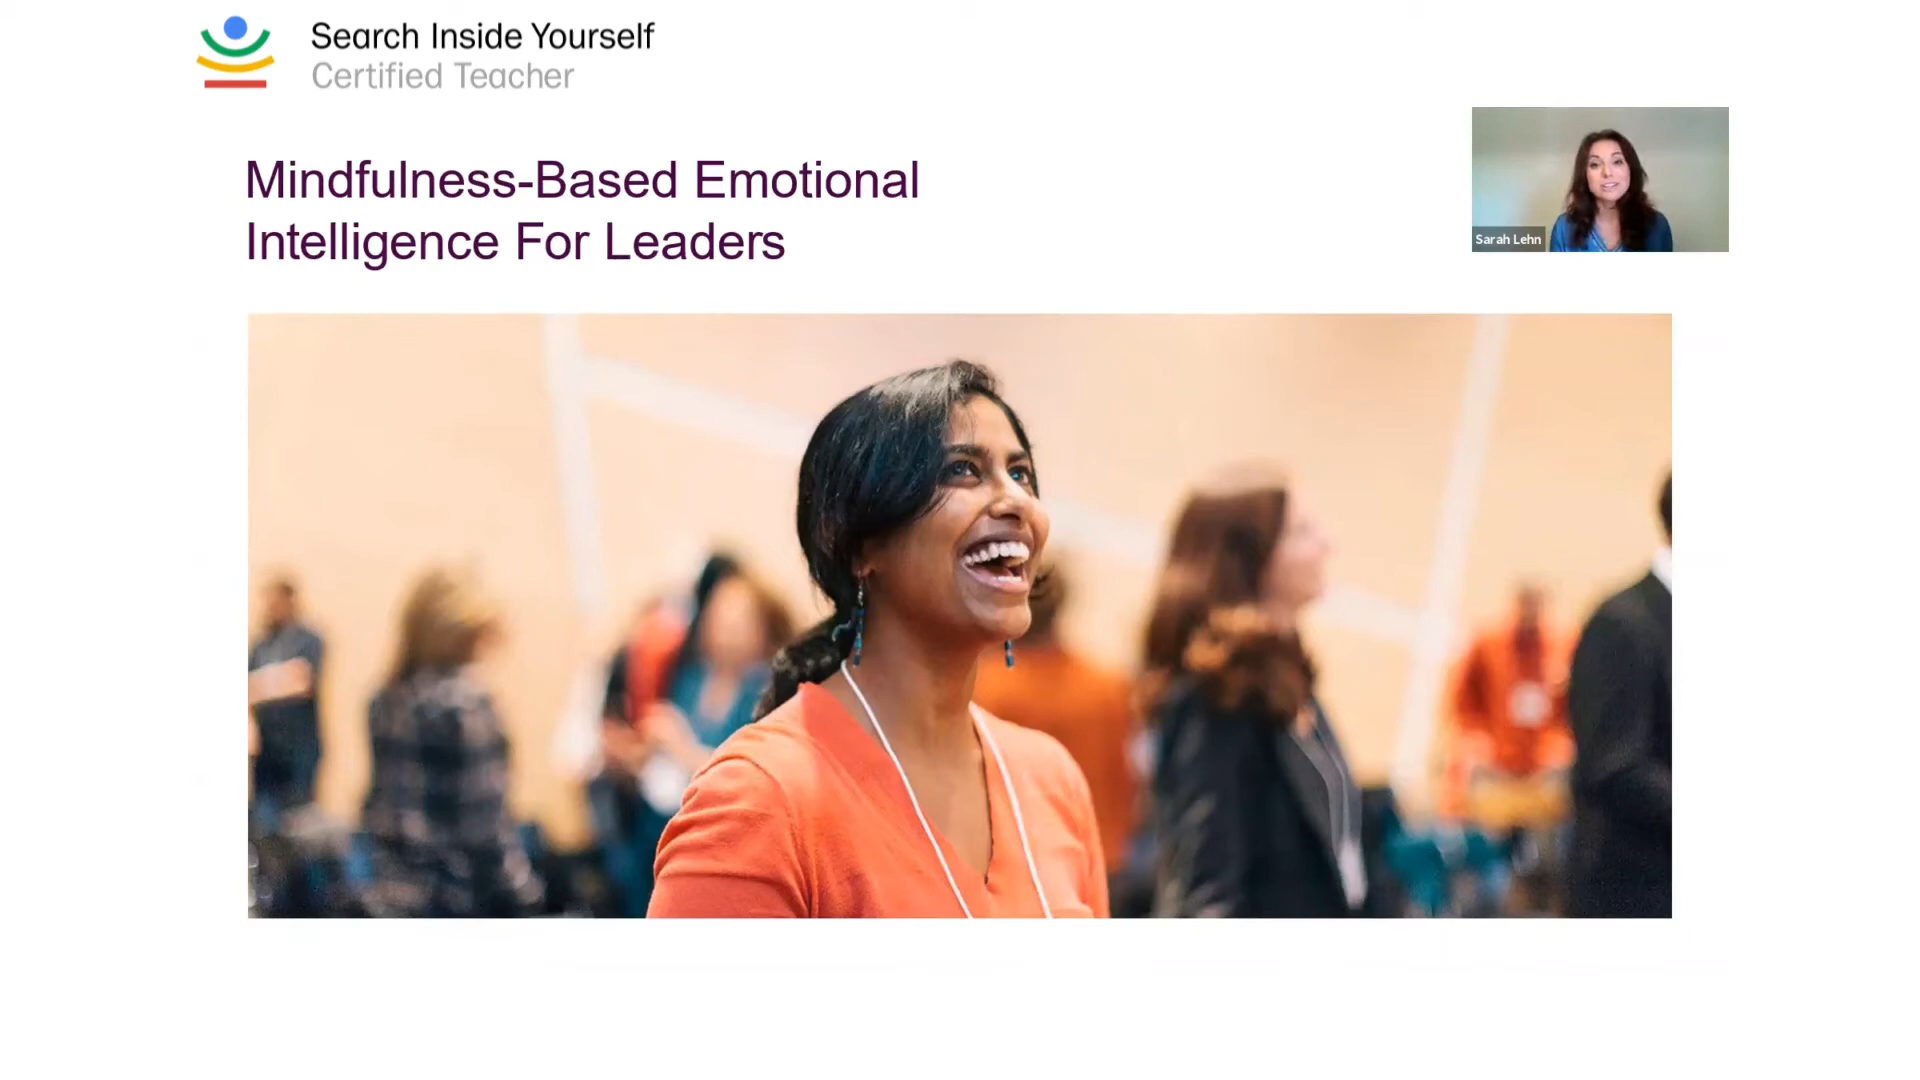 Search Inside Yourself
Certified Teacher
Mindfulness-Based Emotional
Intelligence For Leaders
Sarah Lehn